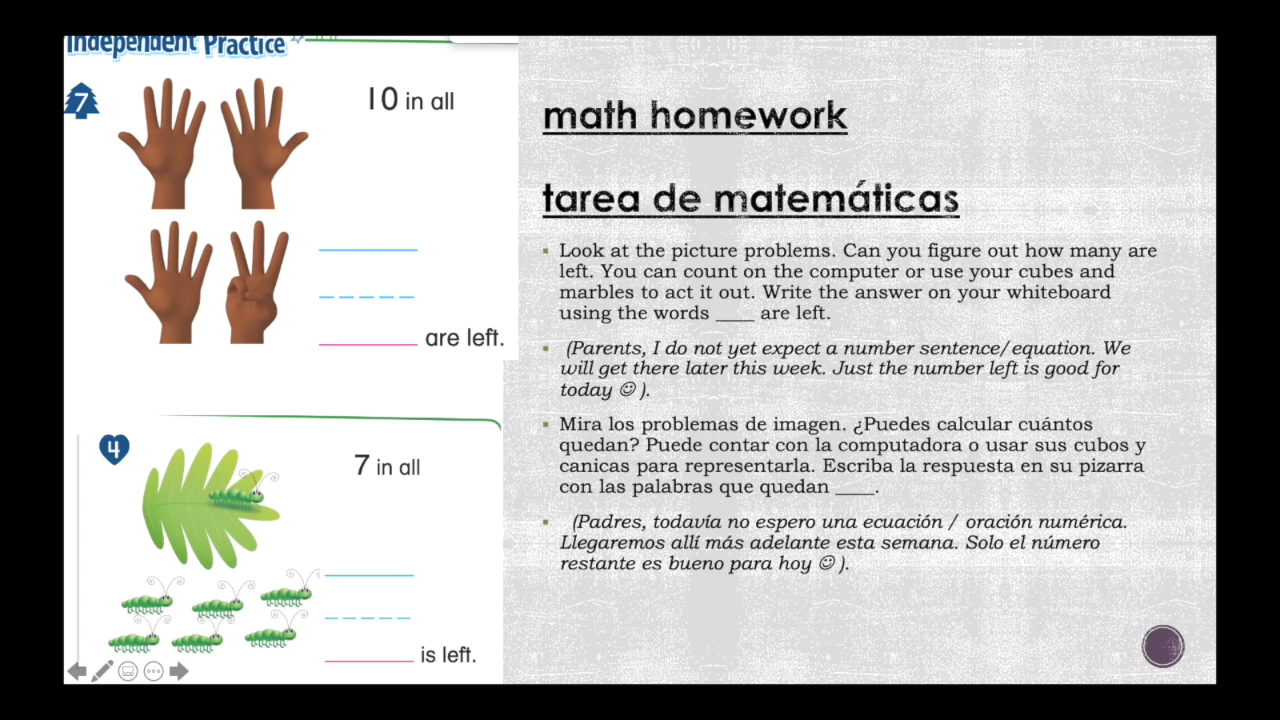 Independent Practice
7
10 in all
are left.
4
7 in all
is left.
math homework
tarea de matemáticas
Look at the picture problems. Can you figure out how many are
left. You can count on the computer or use your cubes and
marbles to act it out. Write the answer on your whiteboard
using the words ____ are left.
(Parents, I do not yet expect a number sentence/equation. We
will get there later this week. Just the number left is good for
today ☺ ).
Mira los problemas de imagen. ¿Puedes calcular cuántos
quedan? Puede contar con la computadora o usar sus cubos y
canicas para representarla. Escriba la respuesta en su pizarra
con las palabras que quedan ____.
(Padres, todavía no espero una ecuación / oración numérica.
Llegaremos allí más adelante esta semana. Solo el número
restante es bueno para hoy ☺ ).